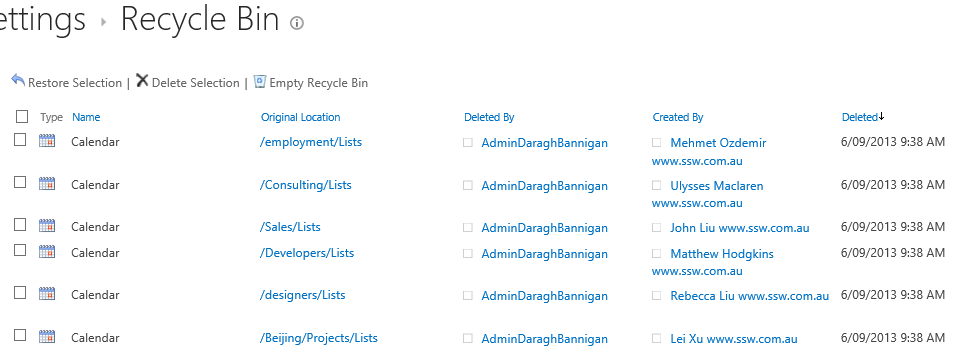 ettings ▸ Recycle Bin
Restore Selection | Delete Selection | Empty Recycle Bin
Type Name Original Location Deleted By Created By Deleted
Calendar /employment/Lists AdminDaraghBannigan Mehmet Ozdemir 6/09/2013 9:38 AM
www.ssw.com.au
Calendar /Consulting/Lists AdminDaraghBannigan Ulysses Maclaren 6/09/2013 9:38 AM
www.ssw.com.au
Calendar /Sales/Lists AdminDaraghBannigan John Liu www.ssw.com.au 6/09/2013 9:38 AM
Calendar /Developers/Lists AdminDaraghBannigan Matthew Hodgkins 6/09/2013 9:38 AM
www.ssw.com.au
Calendar /designers/Lists AdminDaraghBannigan Rebecca Liu www.ssw.com.au 6/09/2013 9:38 AM
Calendar /Beijing/Projects/Lists AdminDaraghBannigan Lei Xu www.ssw.com.au 6/09/2013 9:38 AM